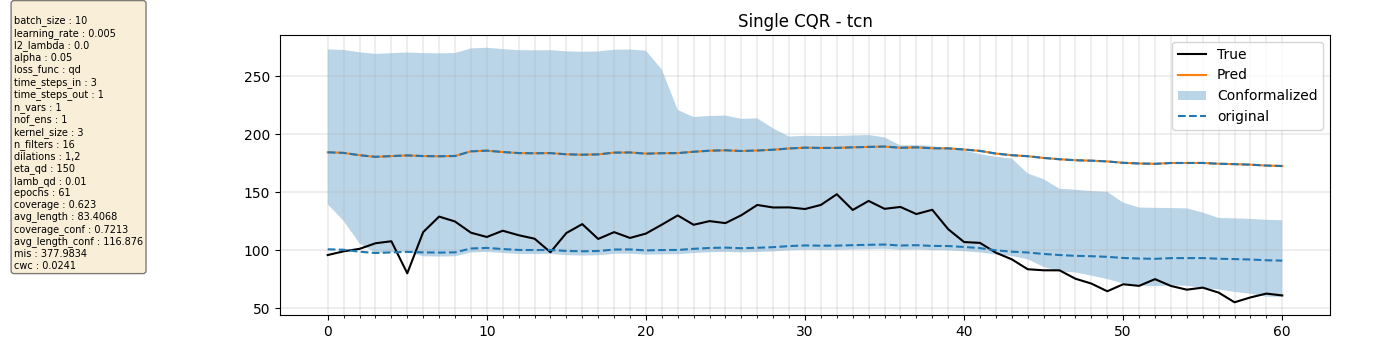 batch_size : 10
learning_rate : 0.005
l2_lambda : 0.0
alpha : 0.05
loss_func : qd
time_steps_in : 3
time_steps_out : 1
n_vars : 1
nof_ens : 1
kernel_size : 3
n_filters : 16
dilations : 1,2
eta_qd : 150
lamb_qd : 0.01
epochs : 61
coverage : 0.623
avg_length : 83.4068
coverage_conf : 0.7213
avg_length_conf : 116.876
mis : 377.9834
cwc : 0.0241
Single CQR - tcn
250
200
150
100
50
0 10 20 30 40 50 60
True
Pred
Conformalized
original